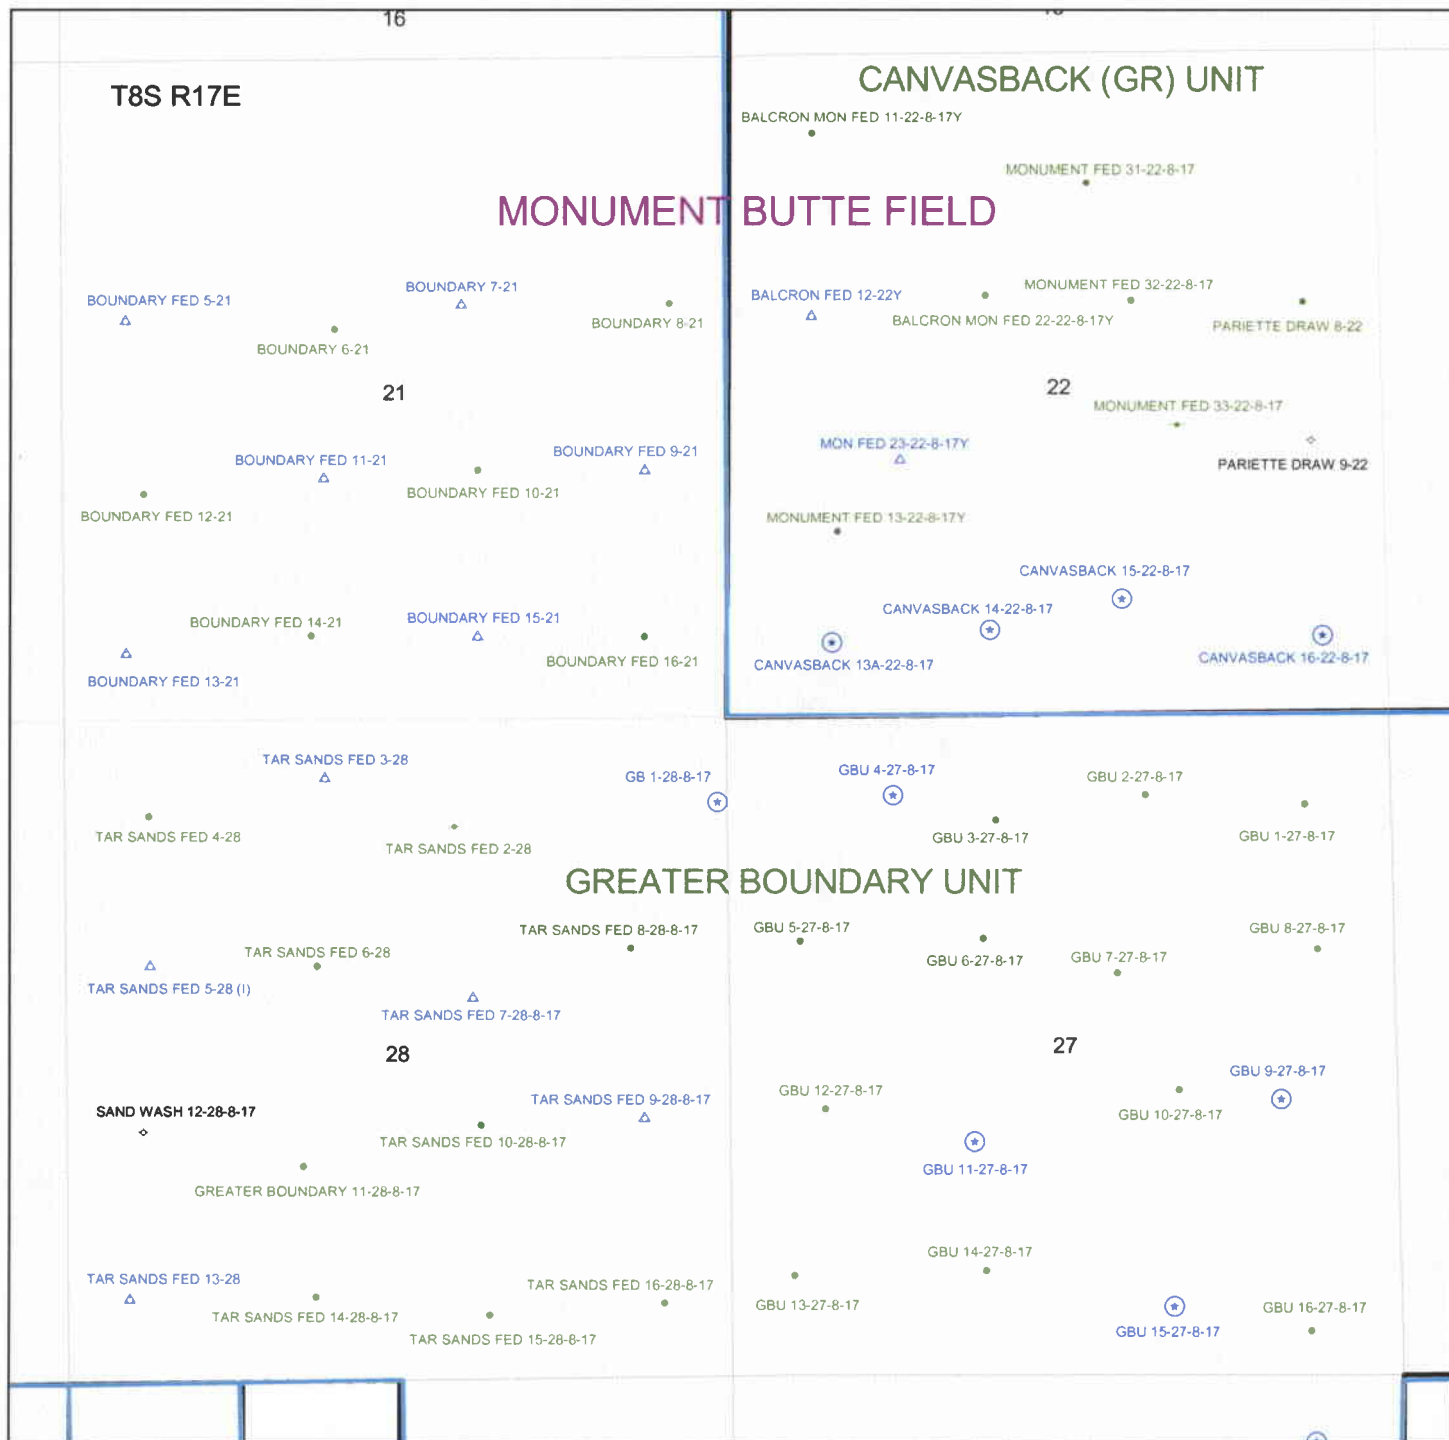 16
T8S R17E
CANVASBACK (GR) UNIT
BALCRON MON FED 11-22-8-17Y
MONUMENT FED 31-22-8-17
MONUMENT BUTTE FIELD
BOUNDARY FED 5-21
BOUNDARY 7-21
BOUNDARY 8-21
BOUNDARY 6-21
BALCRON FED 12-22Y
MONUMENT FED 32-22-8-17
BALCRON MON FED 22-22-8-17Y
PARIETTE DRAW 8-22
21
22
MONUMENT FED 33-22-8-17
BOUNDARY FED 11-21
BOUNDARY FED 9-21
MON FED 23-22-8-17Y
PARIETTE DRAW 9-22
BOUNDARY FED 10-21
BOUNDARY FED 12-21
MONUMENT FED 13-22-8-17Y
CANVASBACK 15-22-8-17
CANVASBACK 14-22-8-17
BOUNDARY FED 14-21
BOUNDARY FED 15-21
BOUNDARY FED 16-21
CANVASBACK 13A-22-8-17
CANVASBACK 16-22-8-17
BOUNDARY FED 13-21
TAR SANDS FED 3-28
GB 1-28-8-17
GBU 4-27-8-17
GBU 2-27-8-17
TAR SANDS FED 4-28
TAR SANDS FED 2-28
GBU 3-27-8-17
GBU 1-27-8-17
GREATER BOUNDARY UNIT
TAR SANDS FED 8-28-8-17
GBU 5-27-8-17
GBU 8-27-8-17
TAR SANDS FED 6-28
GBU 6-27-8-17
GBU 7-27-8-17
TAR SANDS FED 5-28 (I)
TAR SANDS FED 7-28-8-17
28
27
GBU 9-27-8-17
GBU 12-27-8-17
TAR SANDS FED 9-28-8-17
SAND WASH 12-28-8-17
GBU 10-27-8-17
TAR SANDS FED 10-28-8-17
GBU 11-27-8-17
GREATER BOUNDARY 11-28-8-17
GBU 14-27-8-17
TAR SANDS FED 13-28
TAR SANDS FED 16-28-8-17
GBU 13-27-8-17
GBU 16-27-8-17
TAR SANDS FED 14-28-8-17
GBU 15-27-8-17
TAR SANDS FED 15-28-8-17